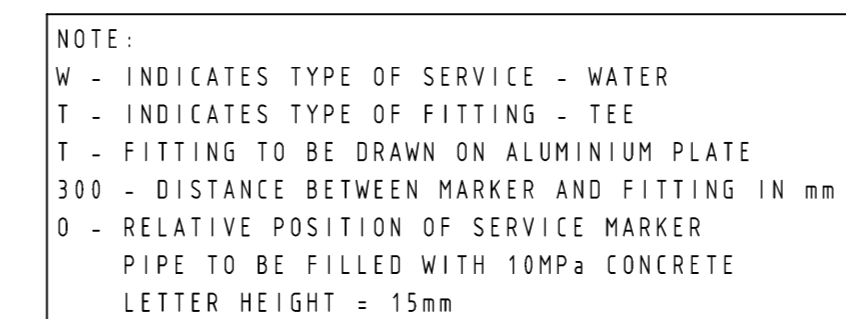 NOTE:
W - INDICATES TYPE OF SERVICE - WATER
T - INDICATES TYPE OF FITTING - TEE
T - FITTING TO BE DRAWN ON ALUMINIUM PLATE
300 - DISTANCE BETWEEN MARKER AND FITTING IN mm
O - RELATIVE POSITION OF SERVICE MARKER
PIPE TO BE FILLED WITH 10MPa CONCRETE
LETTER HEIGHT = 15mm